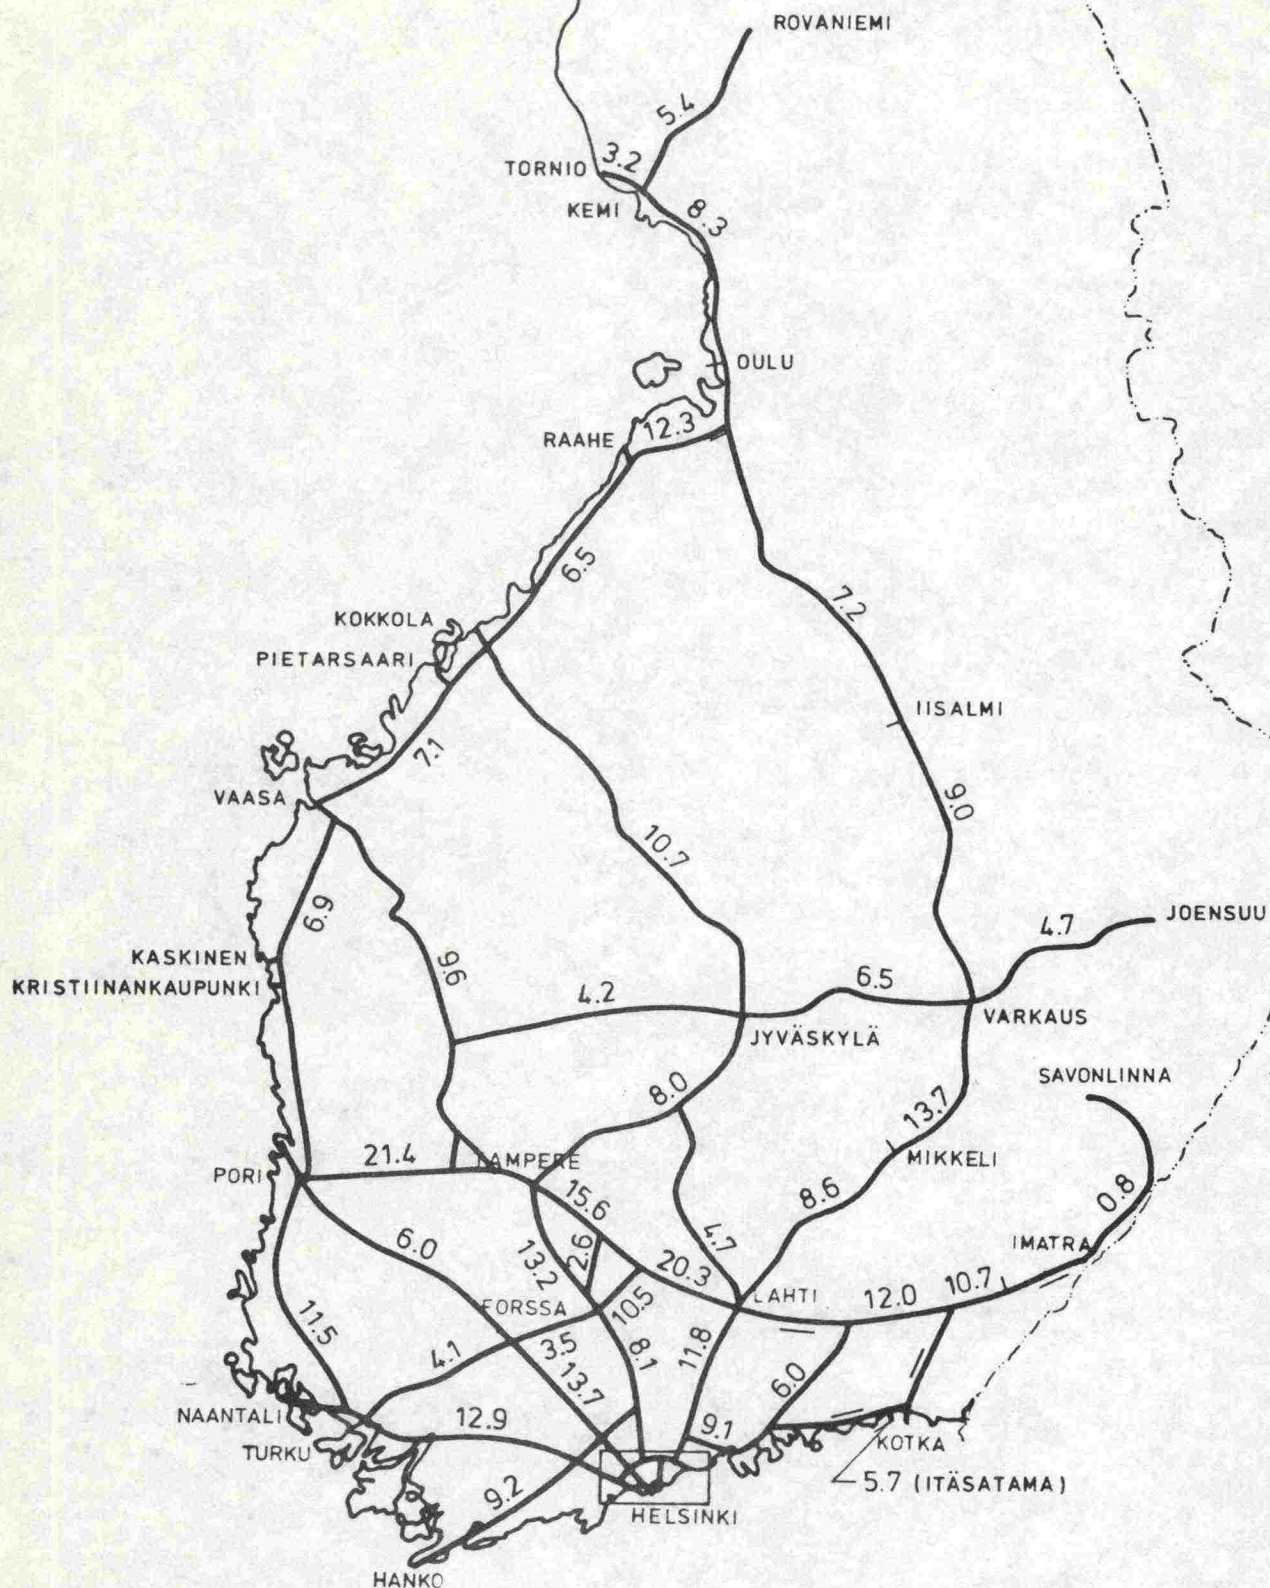 ROVANIEMI
5.4
3.2
TORNIO
KEMI
8.3
OULU
12.3
RAAHE
6.5
7.2
KOKKOLA
PIETARSAARI
IISALMI
7.1
VAASA
9.0
10.7
6.9
JOENSUU
4.7
KASKINEN
9.6
6.5
KRISTIINANKAUPUNKI
4.2
VARKAUS
JYVÄSKYLÄ
SAVONLINNA
8.0
13.7
21.4
TAMPERE
MIKKELI
PORI
15.6
8.6
0.8
6.0
13.2
2.6
4.7
IMATRA
20.3
10.7
LAHTI
12.0
FORSSA
10.5
11.5
4.1
3.5
8.1
11.8
13.7
6.0
NAANTALI
12.9
9.1
TURKU
KOTKA
9.2
5.7 (ITÄSATAMA)
HELSINKI
HANKO